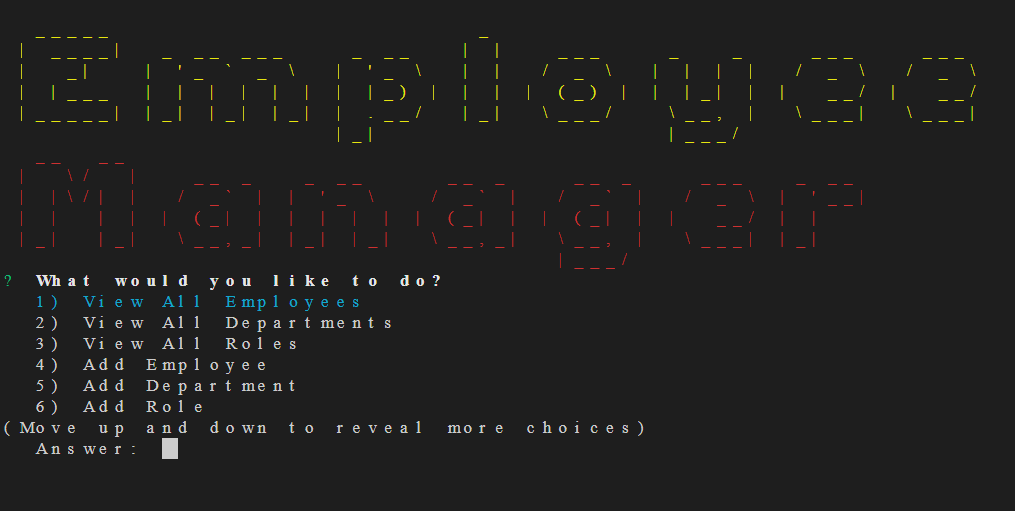 Employee
Manager
? What would you like to do?
1) View All Employees
2) View All Departments
3) View All Roles
4) Add Employee
5) Add Department
6) Add Role
(Move up and down to reveal more choices)
Answer: